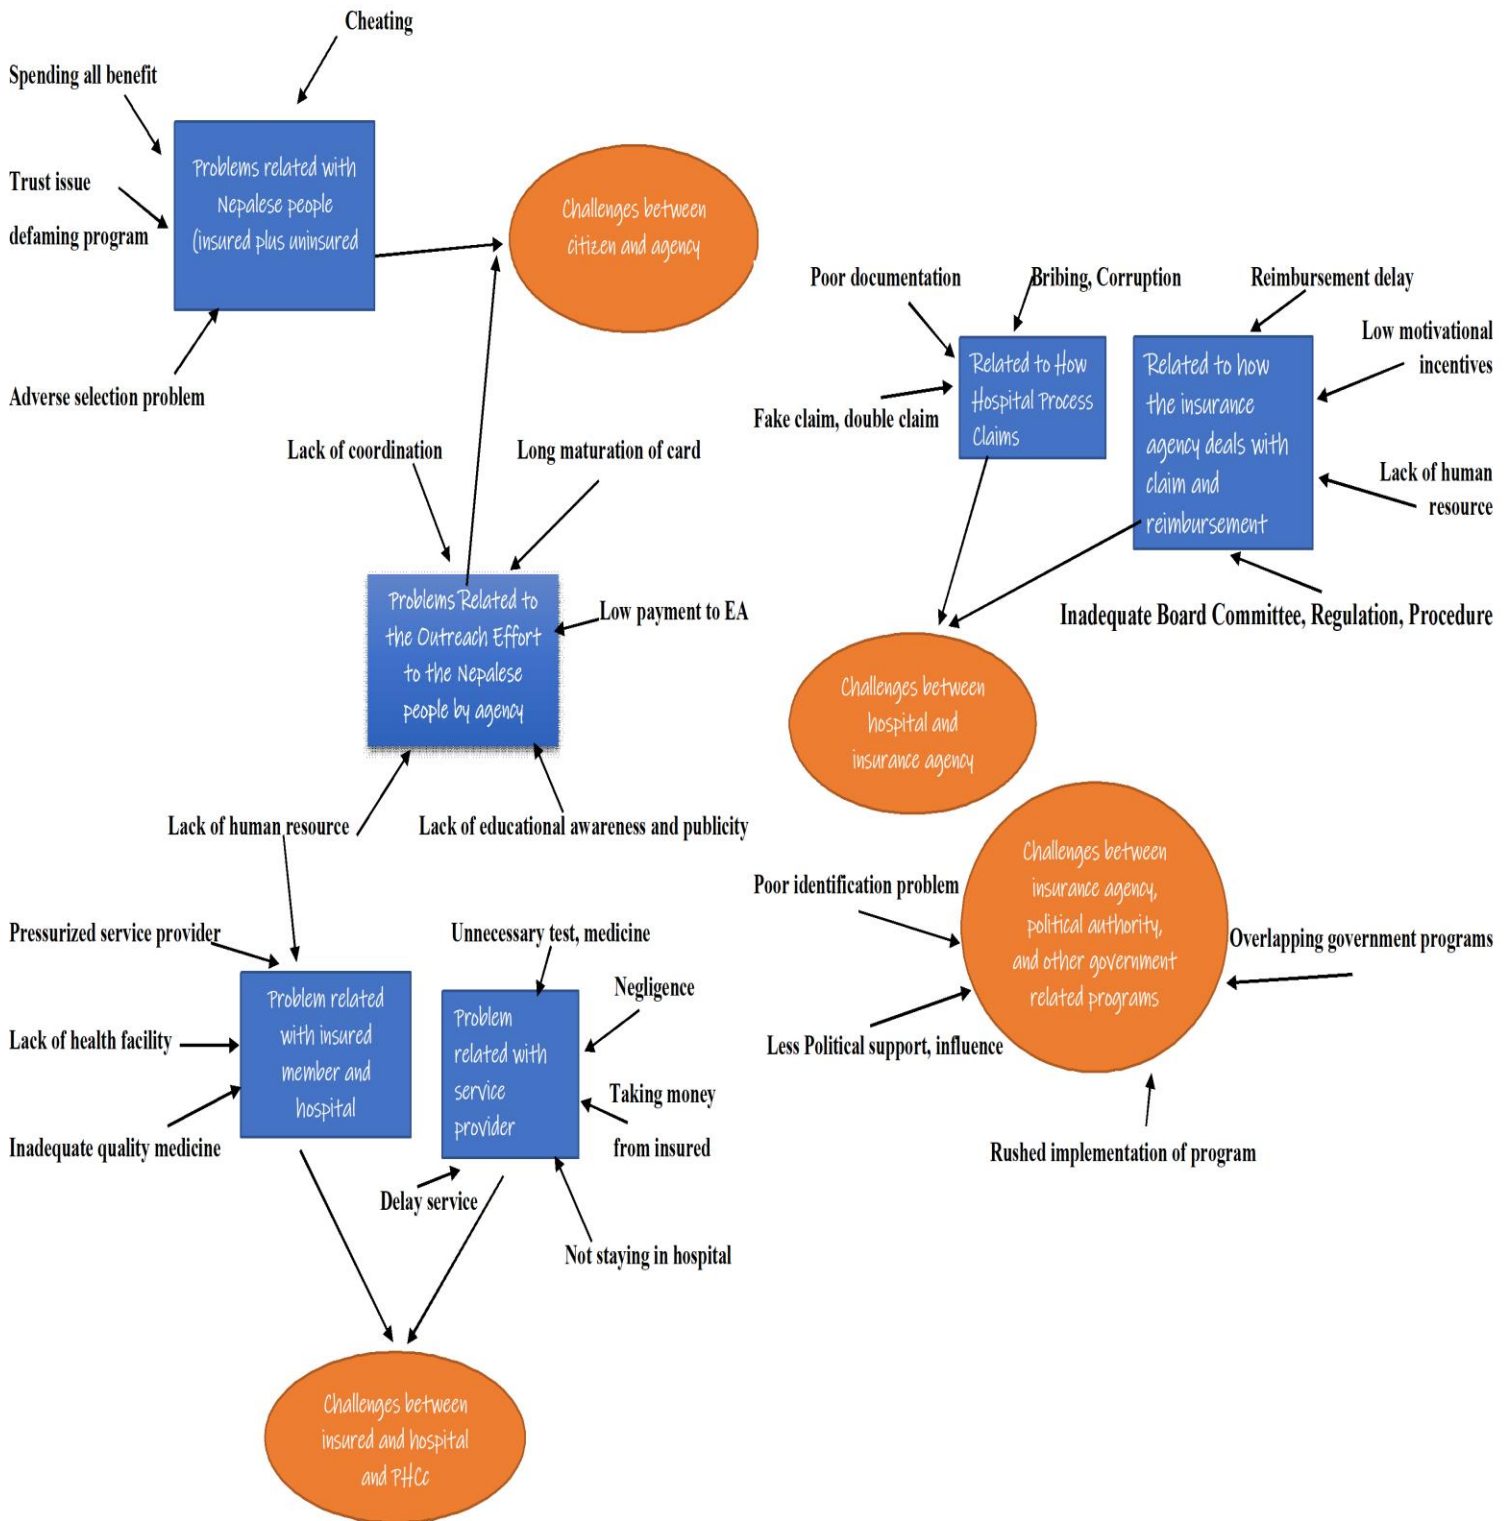 Cheating
Spending all benefit
Trust issue
defaming program
Problems related with
Nepalese people
(insured plus uninsured
Adverse selection problem
Challenges between
citizen and agency
Lack of coordination
Long maturation of card
Problems Related to
the Outreach Effort
to the Nepalese
people by agency
Low payment to EA
Lack of human resource
Lack of educational awareness and publicity
Pressurized service provider
Lack of health facility
Inadequate quality medicine
Problem related
with insured
member and
hospital
Unnecessary test, medicine
Negligence
Taking money
from insured
Problem
related with
service
provider
Delay service
Not staying in hospital
Challenges between
insured and hospital
and PHCc
Poor documentation
Bribing, Corruption
Fake claim, double claim
Related to How
Hospital Process
Claims
Reimbursement delay
Low motivational
incentives
Related to how
the insurance
agency deals with
claim and
reimbursement
Lack of human
resource
Inadequate Board Committee, Regulation, Procedure
Challenges between
hospital and
insurance agency
Challenges between
insurance agency,
political authority,
and other government
related programs
Poor identification problem
Overlapping government programs
Less Political support, influence
Rushed implementation of program